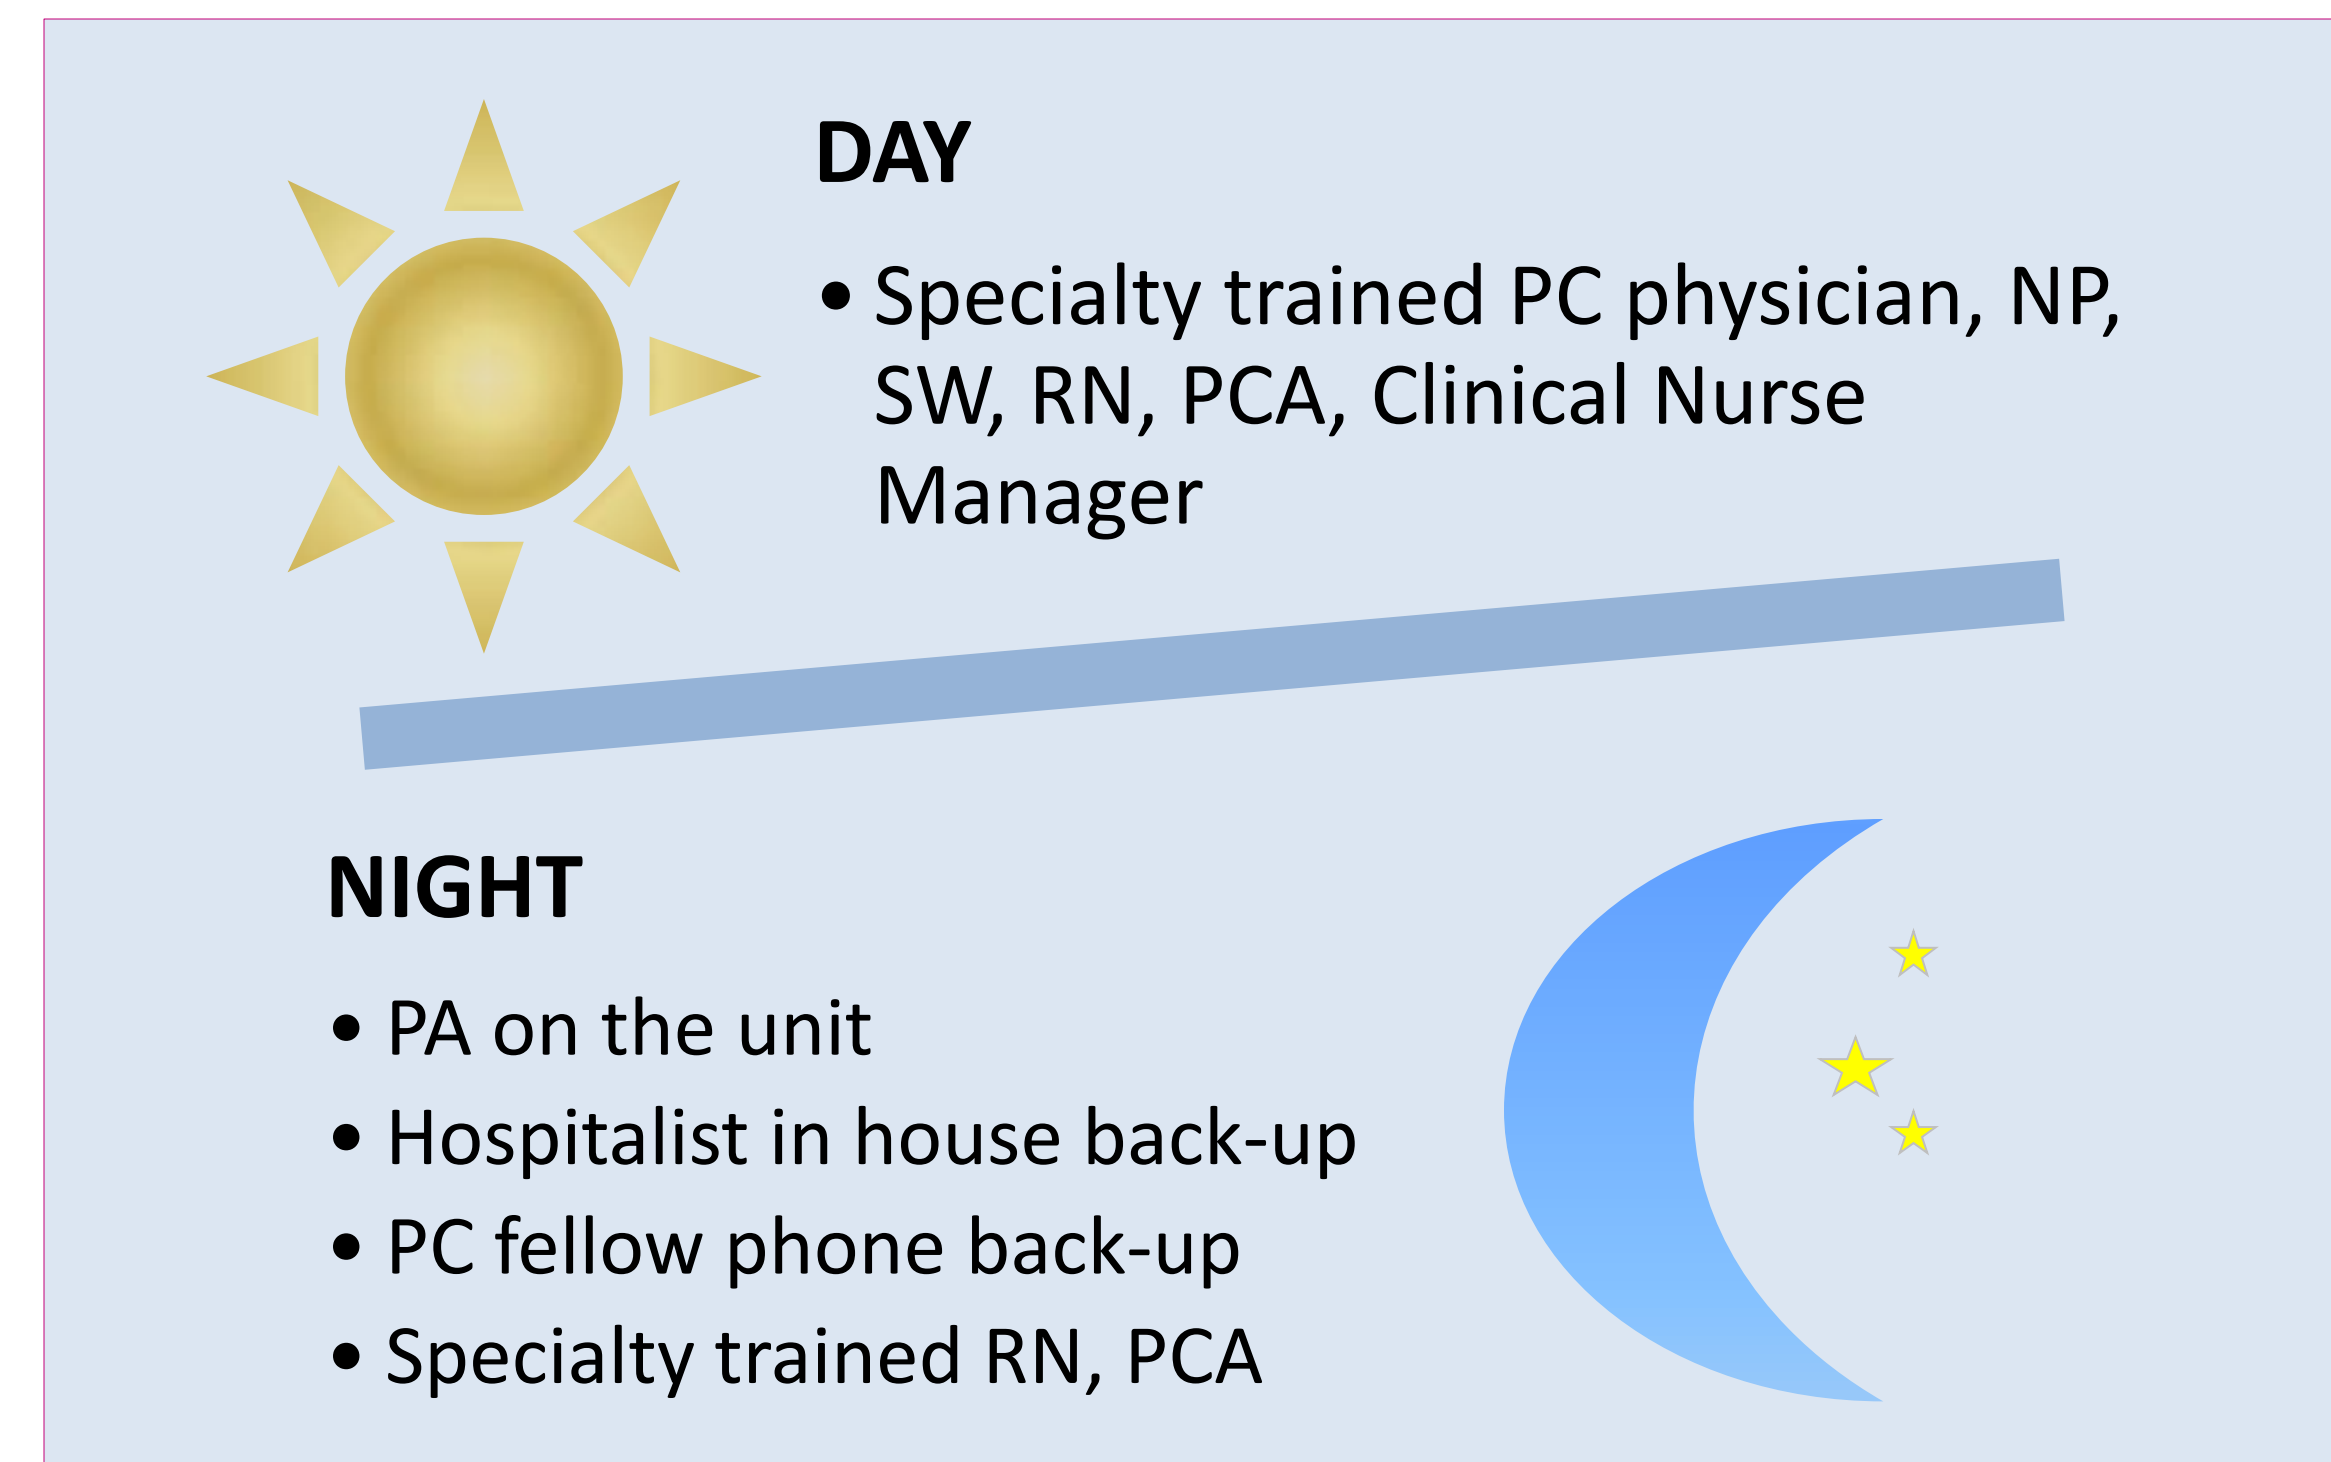 DAY
• Specialty trained PC physician, NP,
SW, RN, PCA, Clinical Nurse
Manager
NIGHT
• PA on the unit
• Hospitalist in house back-up
• PC fellow phone back-up
• Specialty trained RN, PCA